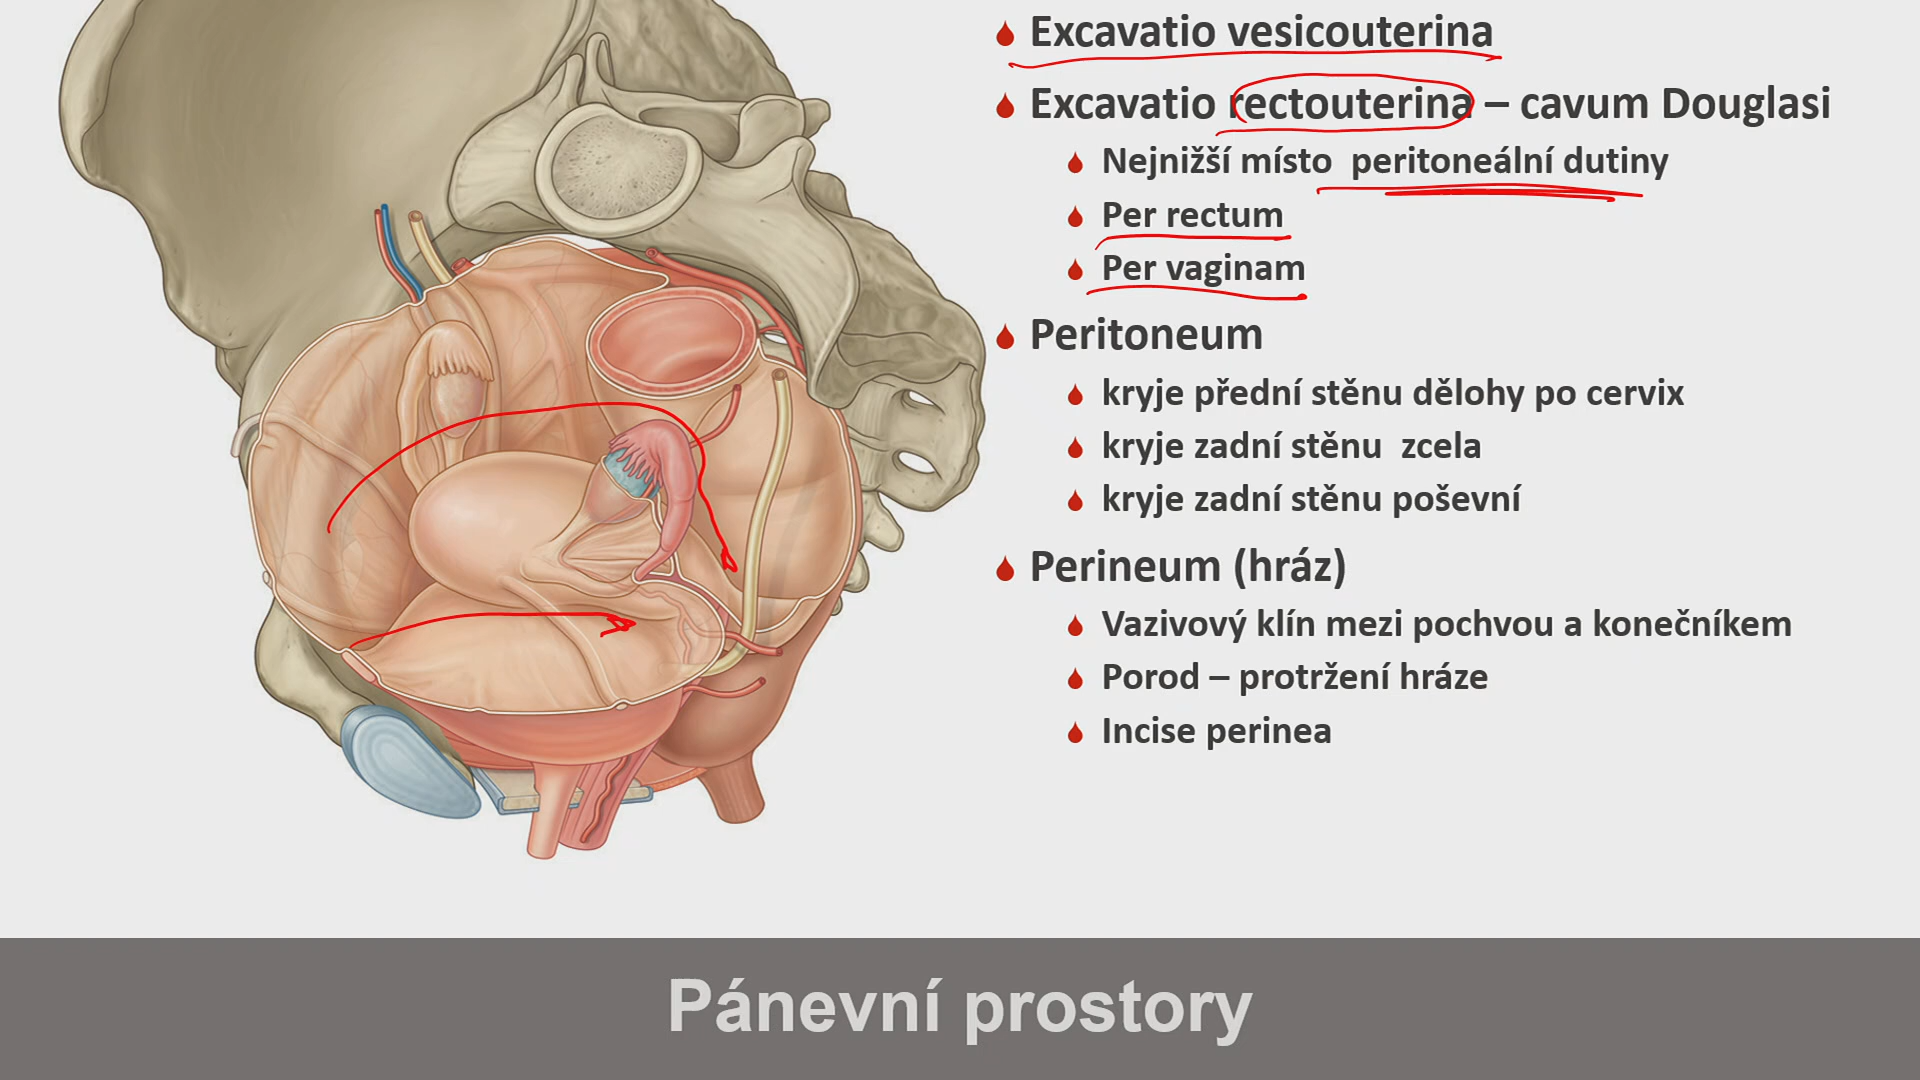 Excavatio vesicouterina
Excavatio rectouterina – cavum Douglasi
Nejnižší místo peritoneální dutiny
Per rectum
Per vaginam
Peritoneum
kryje přední stěnu dělohy po cervix
kryje zadní stěnu zcela
kryje zadní stěnu poševní
Perineum (hráz)
Vazivový klín mezi pochvou a konečníkem
Porod – protržení hráze
Incise perinea
Pánevní prostory